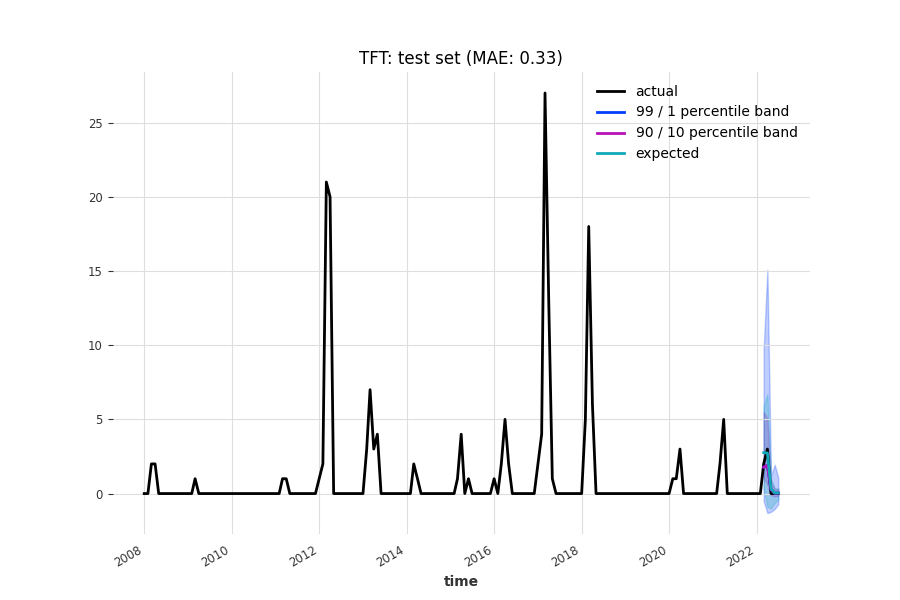 TFT: test set (MAE: 0.33)
actual
99 / 1 percentile band
90 / 10 percentile band
expected
25
20
15
10
5
0
2008
2010
2012
2014
2016
2018
2020
2022
time